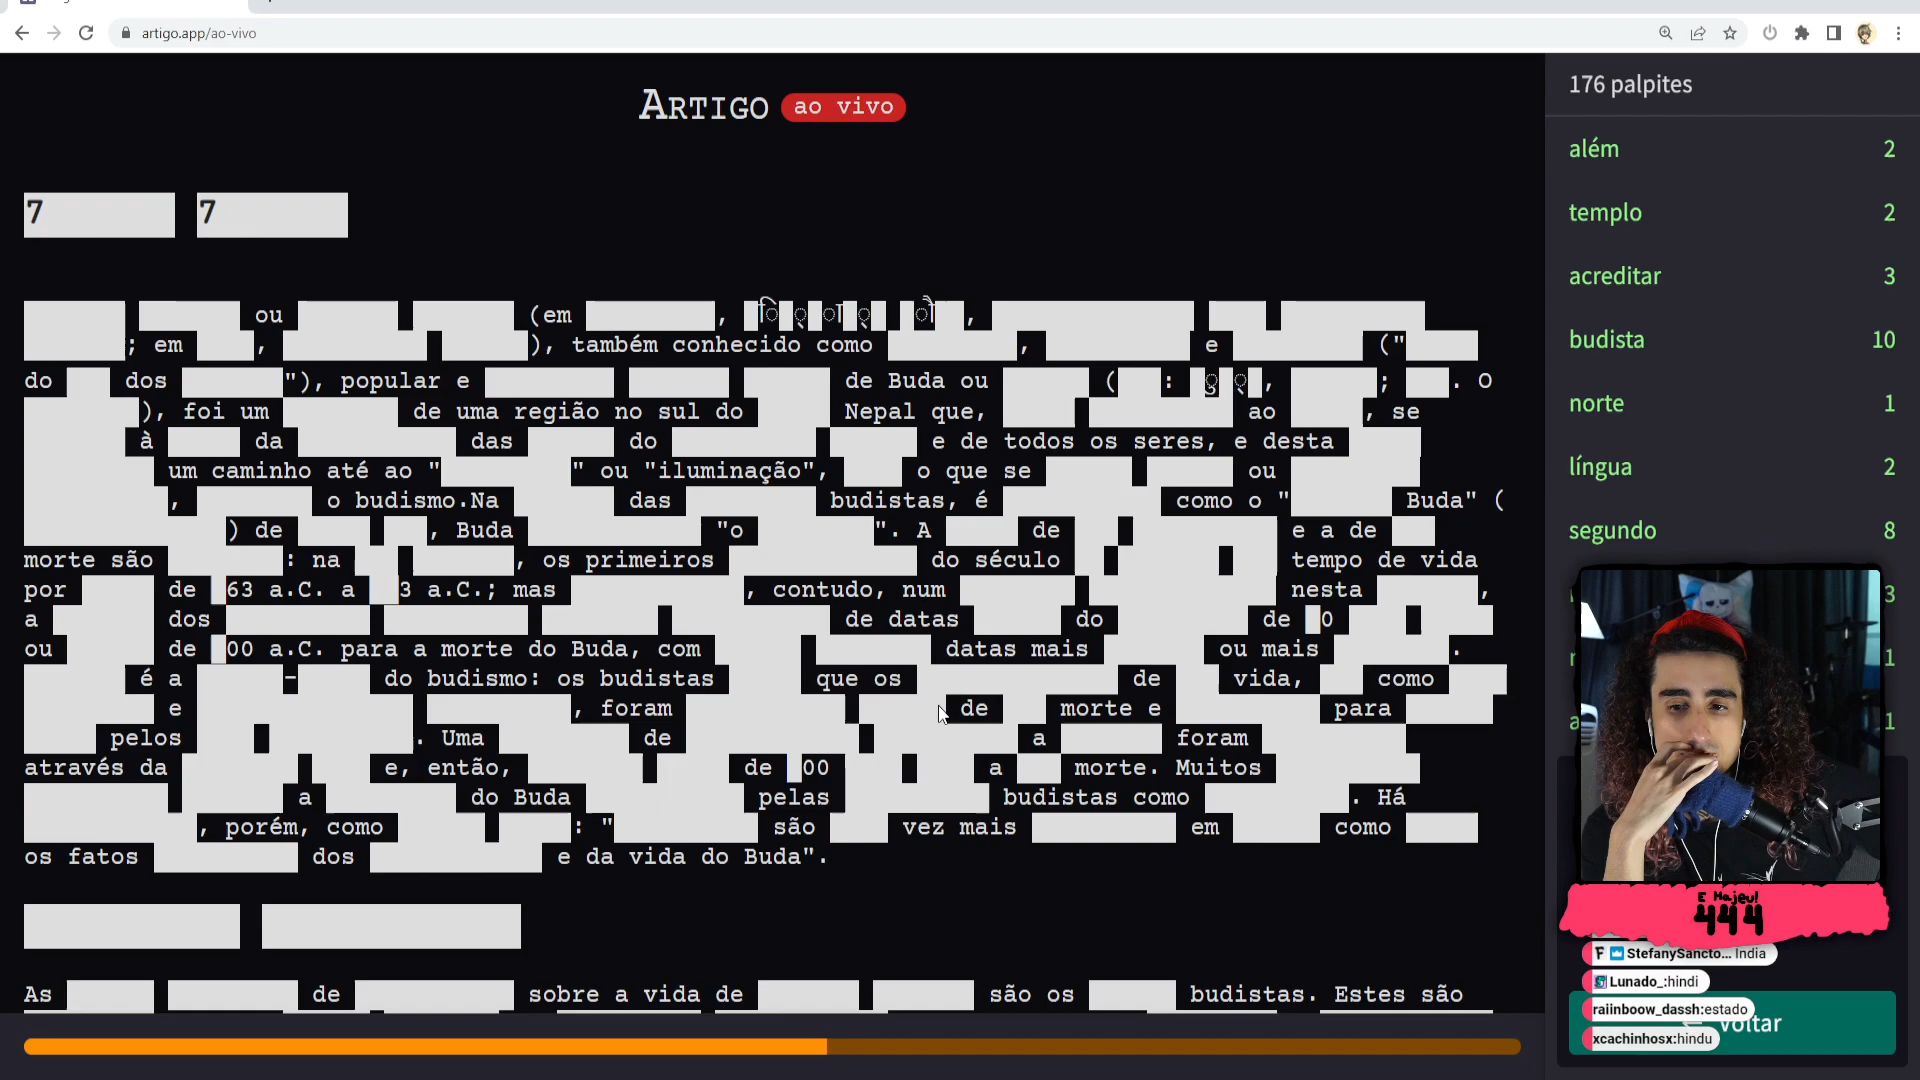 artigo.app/ao-vivo
ARTIGO ao vivo
7 7
ou (em , ,
; em , ), também conhecido como , e ("
do dos "), popular e de Buda ou ( : , ; . O
), foi um de uma região no sul do Nepal que, ao , se
à da das do , e de todos os seres, e desta
um caminho até ao " " ou "iluminação", o que se ou
, o budismo.Na das budistas, é como o " Buda" (
) de , Buda "o ". A de e a de
morte são : na , os primeiros do século tempo de vida
por de 63 a.C. a 3 a.C.; mas , contudo, num nesta ,
a dos de datas do de 0
ou de 00 a.C. para a morte do Buda, com datas mais ou mais .
é a - do budismo: os budistas que os de vida, como
e , foram de morte e para
pelos . Uma de a foram
através da e, então, de 00 a morte. Muitos
a do Buda pelas budistas como . Há
, porém, como : " são vez mais em como
os fatos dos e da vida do Buda".
As de sobre a vida de são os budistas. Estes são
176 palpites
além 2
templo 2
acreditar 3
budista 10
norte 1
língua 2
segundo 8
3
1
1
E Majeu!
444
StefanySancto... India
Lunado_:hindi
raiinboow_dassh:estado
Voltar
xcachinhosx:hindu